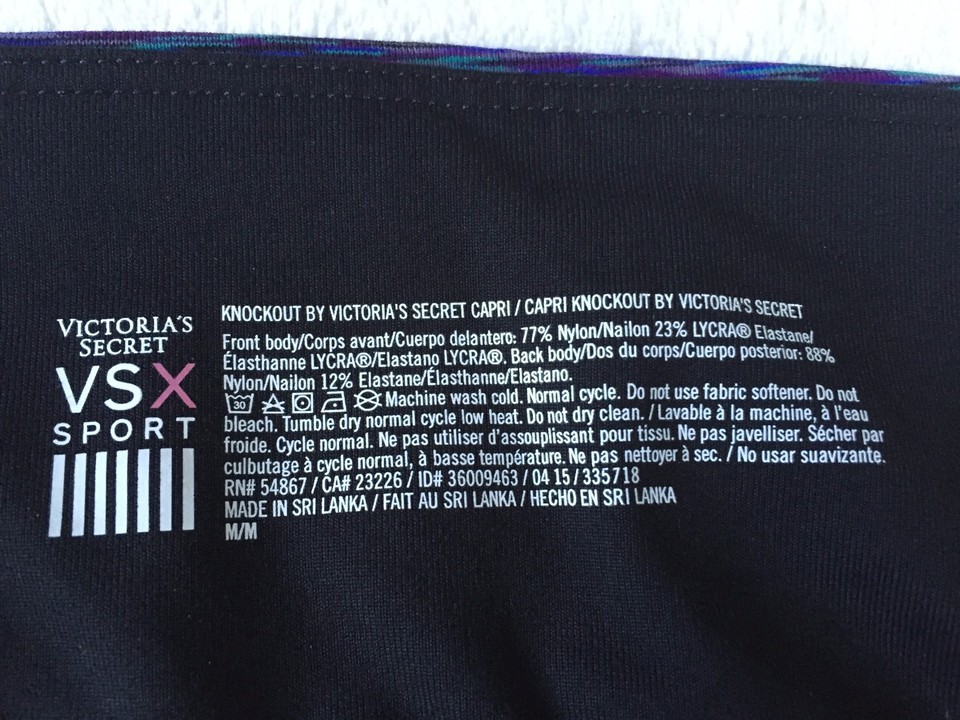 VICTORIA'S
SECRET
VSX
SPORT
KNOCKOUT BY VICTORIA'S SECRET CAPRI / CAPRI KNOCKOUT BY VICTORIA'S SECRET
Front body/Corps avant/Cuerpo delantero: 77% Nylon/Nailon 23% LYCRA® Elastane/
Élasthanne LYCRA®/Elastano LYCRA®. Back body/Dos du corps/Cuerpo posterior: 88%
Nylon/Nailon 12% Elastane/Élasthanne/Elastano.
30 Machine wash cold. Normal cycle. Do not use fabric softener. Do not
bleach. Tumble dry normal cycle low heat. Do not dry clean. / Lavable à la machine, à l'eau
froide. Cycle normal. Ne pas utiliser d'assouplissant pour tissu. Ne pas javelliser. Sécher par
culbutage à cycle normal, à basse température. Ne pas nettoyer à sec. / No usar suavizante.
RN# 54867 / CA# 23226 / ID# 36009463 / 04 15 / 335718
MADE IN SRI LANKA / FAIT AU SRI LANKA / HECHO EN SRI LANKA
M/M